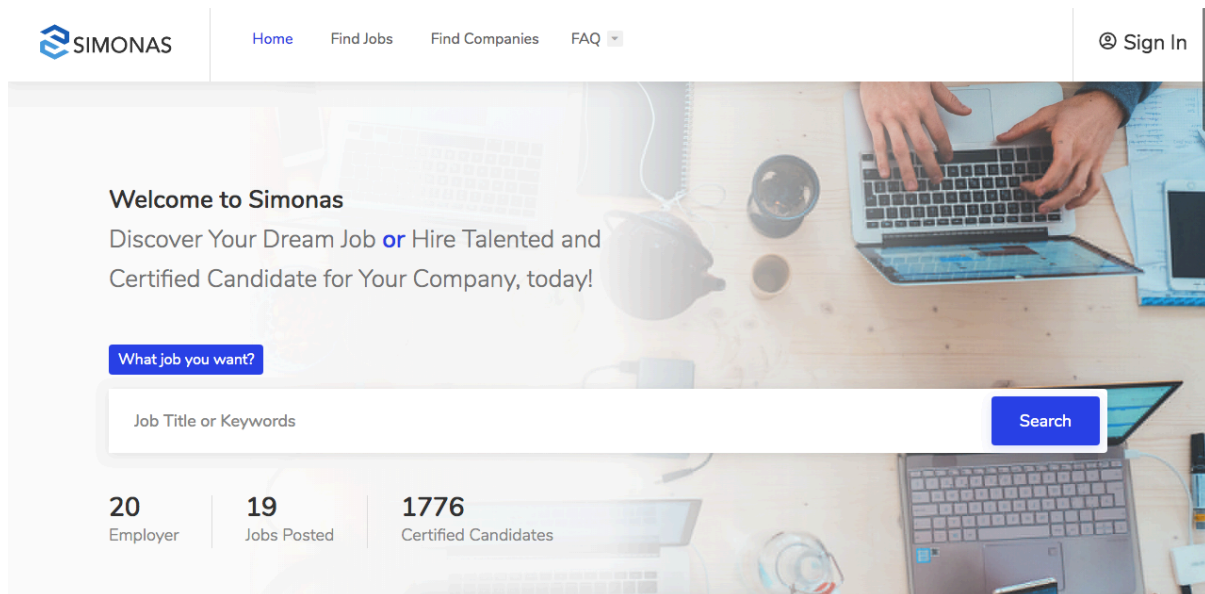 SIMONAS
Home Find Jobs Find Companies FAQ
Sign In
Welcome to Simonas
Discover Your Dream Job or Hire Talented and
Certified Candidate for Your Company, today!
What job you want?
Job Title or Keywords
Search
20 19 1776
Employer Jobs Posted Certified Candidates